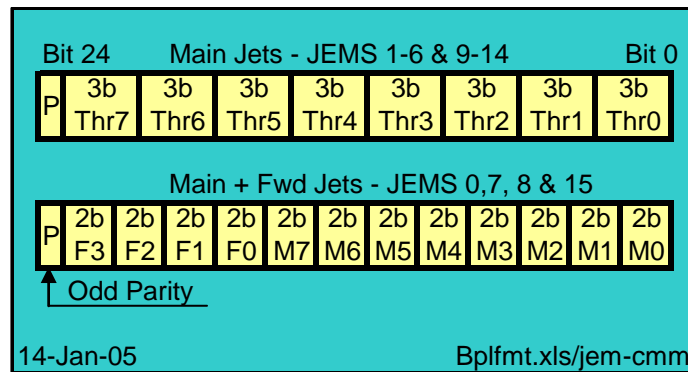 Bit 24 Main Jets - JEMS 1-6 & 9-14 Bit 0
P 3b 3b 3b 3b 3b 3b 3b 3b
Thr7 Thr6 Thr5 Thr4 Thr3 Thr2 Thr1 Thr0
Main + Fwd Jets - JEMS 0,7, 8 & 15
P 2b 2b 2b 2b 2b 2b 2b 2b 2b 2b 2b 2b
F3 F2 F1 F0 M7 M6 M5 M4 M3 M2 M1 M0
Odd Parity
14-Jan-05 Bplfmt.xls/jem-cmm